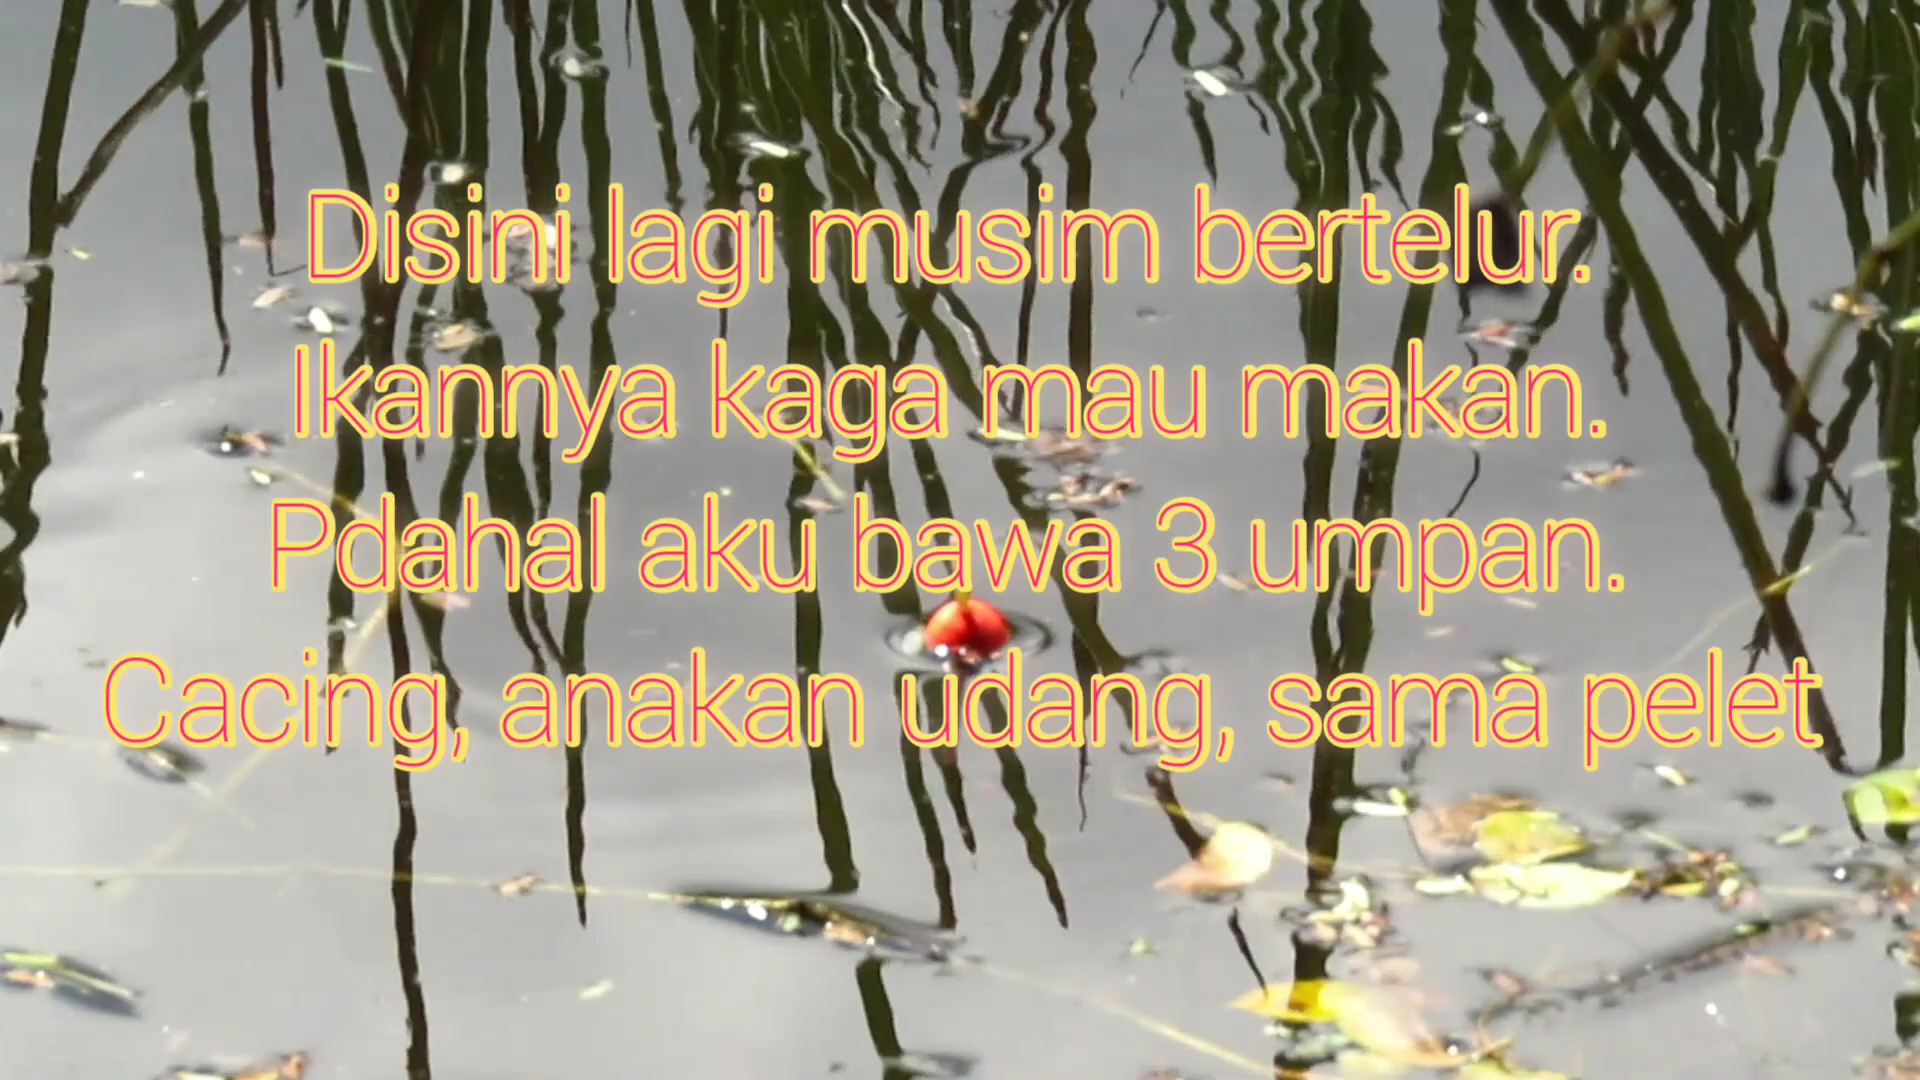 Disini lagi musim bertelur.
Ikannya kaga mau makan.
Pdahal aku bawa 3 umpan.
Cacing, anakan udang, sama pelet